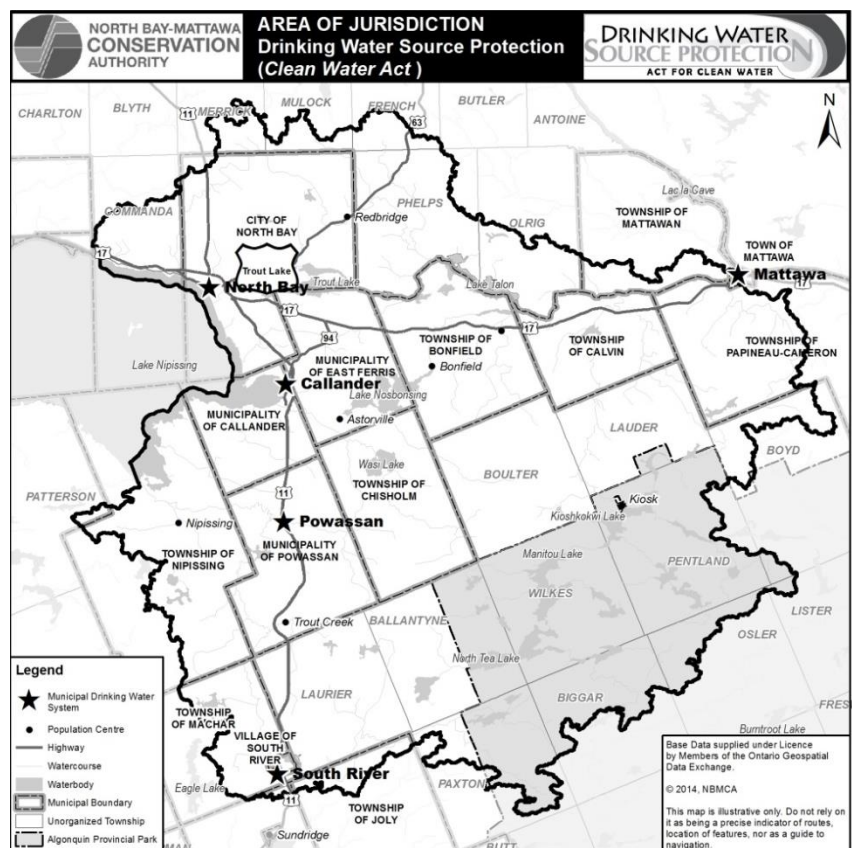 NORTH BAY-MATTAWA
CONSERVATION
AUTHORITY
AREA OF JURISDICTION
Drinking Water Source Protection
(Clean Water Act )
DRINKING WATER
SOURCE PROTECTION
ACT FOR CLEAN WATER
N
CHARLTON
BLYTH
11
MERRICK
MULOCK
FRENCH
63
BUTLER
ANTOINE
COMMANDA
17
CITY OF
NORTH BAY
Redbridge
PHELPS
OLRIG
Lac la Cave
TOWNSHIP OF
MATTAWAN
TOWN OF
MATTAWA
Mattawa
17
Trout Lake
North Bay
Trout Lake
Lake Talon
17
94
TOWNSHIP OF
BONFIELD
17
TOWNSHIP
OF CALVIN
TOWNSHIP OF
PAPINEAU-CAMERON
Lake Nipissing
MUNICIPALITY
OF EAST FERRIS
Bonfield
Callander
Lake Nosbonsing
MUNICIPALITY
OF CALLANDER
Astorville
LAUDER
BOYD
PATTERSON
Wasi Lake
TOWNSHIP
OF CHISHOLM
BOULTER
11
Kiosk
Kioshkokwi Lake
Nipissing
Powassan
TOWNSHIP OF
NIPISSING
MUNICIPALITY
OF POWASSAN
Manitou Lake
PENTLAND
WILKES
LISTER
Trout Creek
BALLANTYNE
OSLER
North Tea Lake
LAURIER
BIGGAR
FRES
TOWNSHIP
OF MACHAR
VILLAGE OF
SOUTH
RIVER
Burntroot Lake
South River
Eagle Lake
11
PAXTON
TOWNSHIP
OF JOLY
Sundridge
BUTT
Legend
Municipal Drinking Water
System
Population Centre
Highway
Watercourse
Waterbody
Municipal Boundary
Unorganized Township
Algonquin Provincial Park
Base Data supplied under Licence
by Members of the Ontario Geospatial
Data Exchange.
© 2014, NBMCA
This map is illustrative only. Do not rely on
it as being a precise indicator of routes,
location of features, nor as a guide to
navigation.